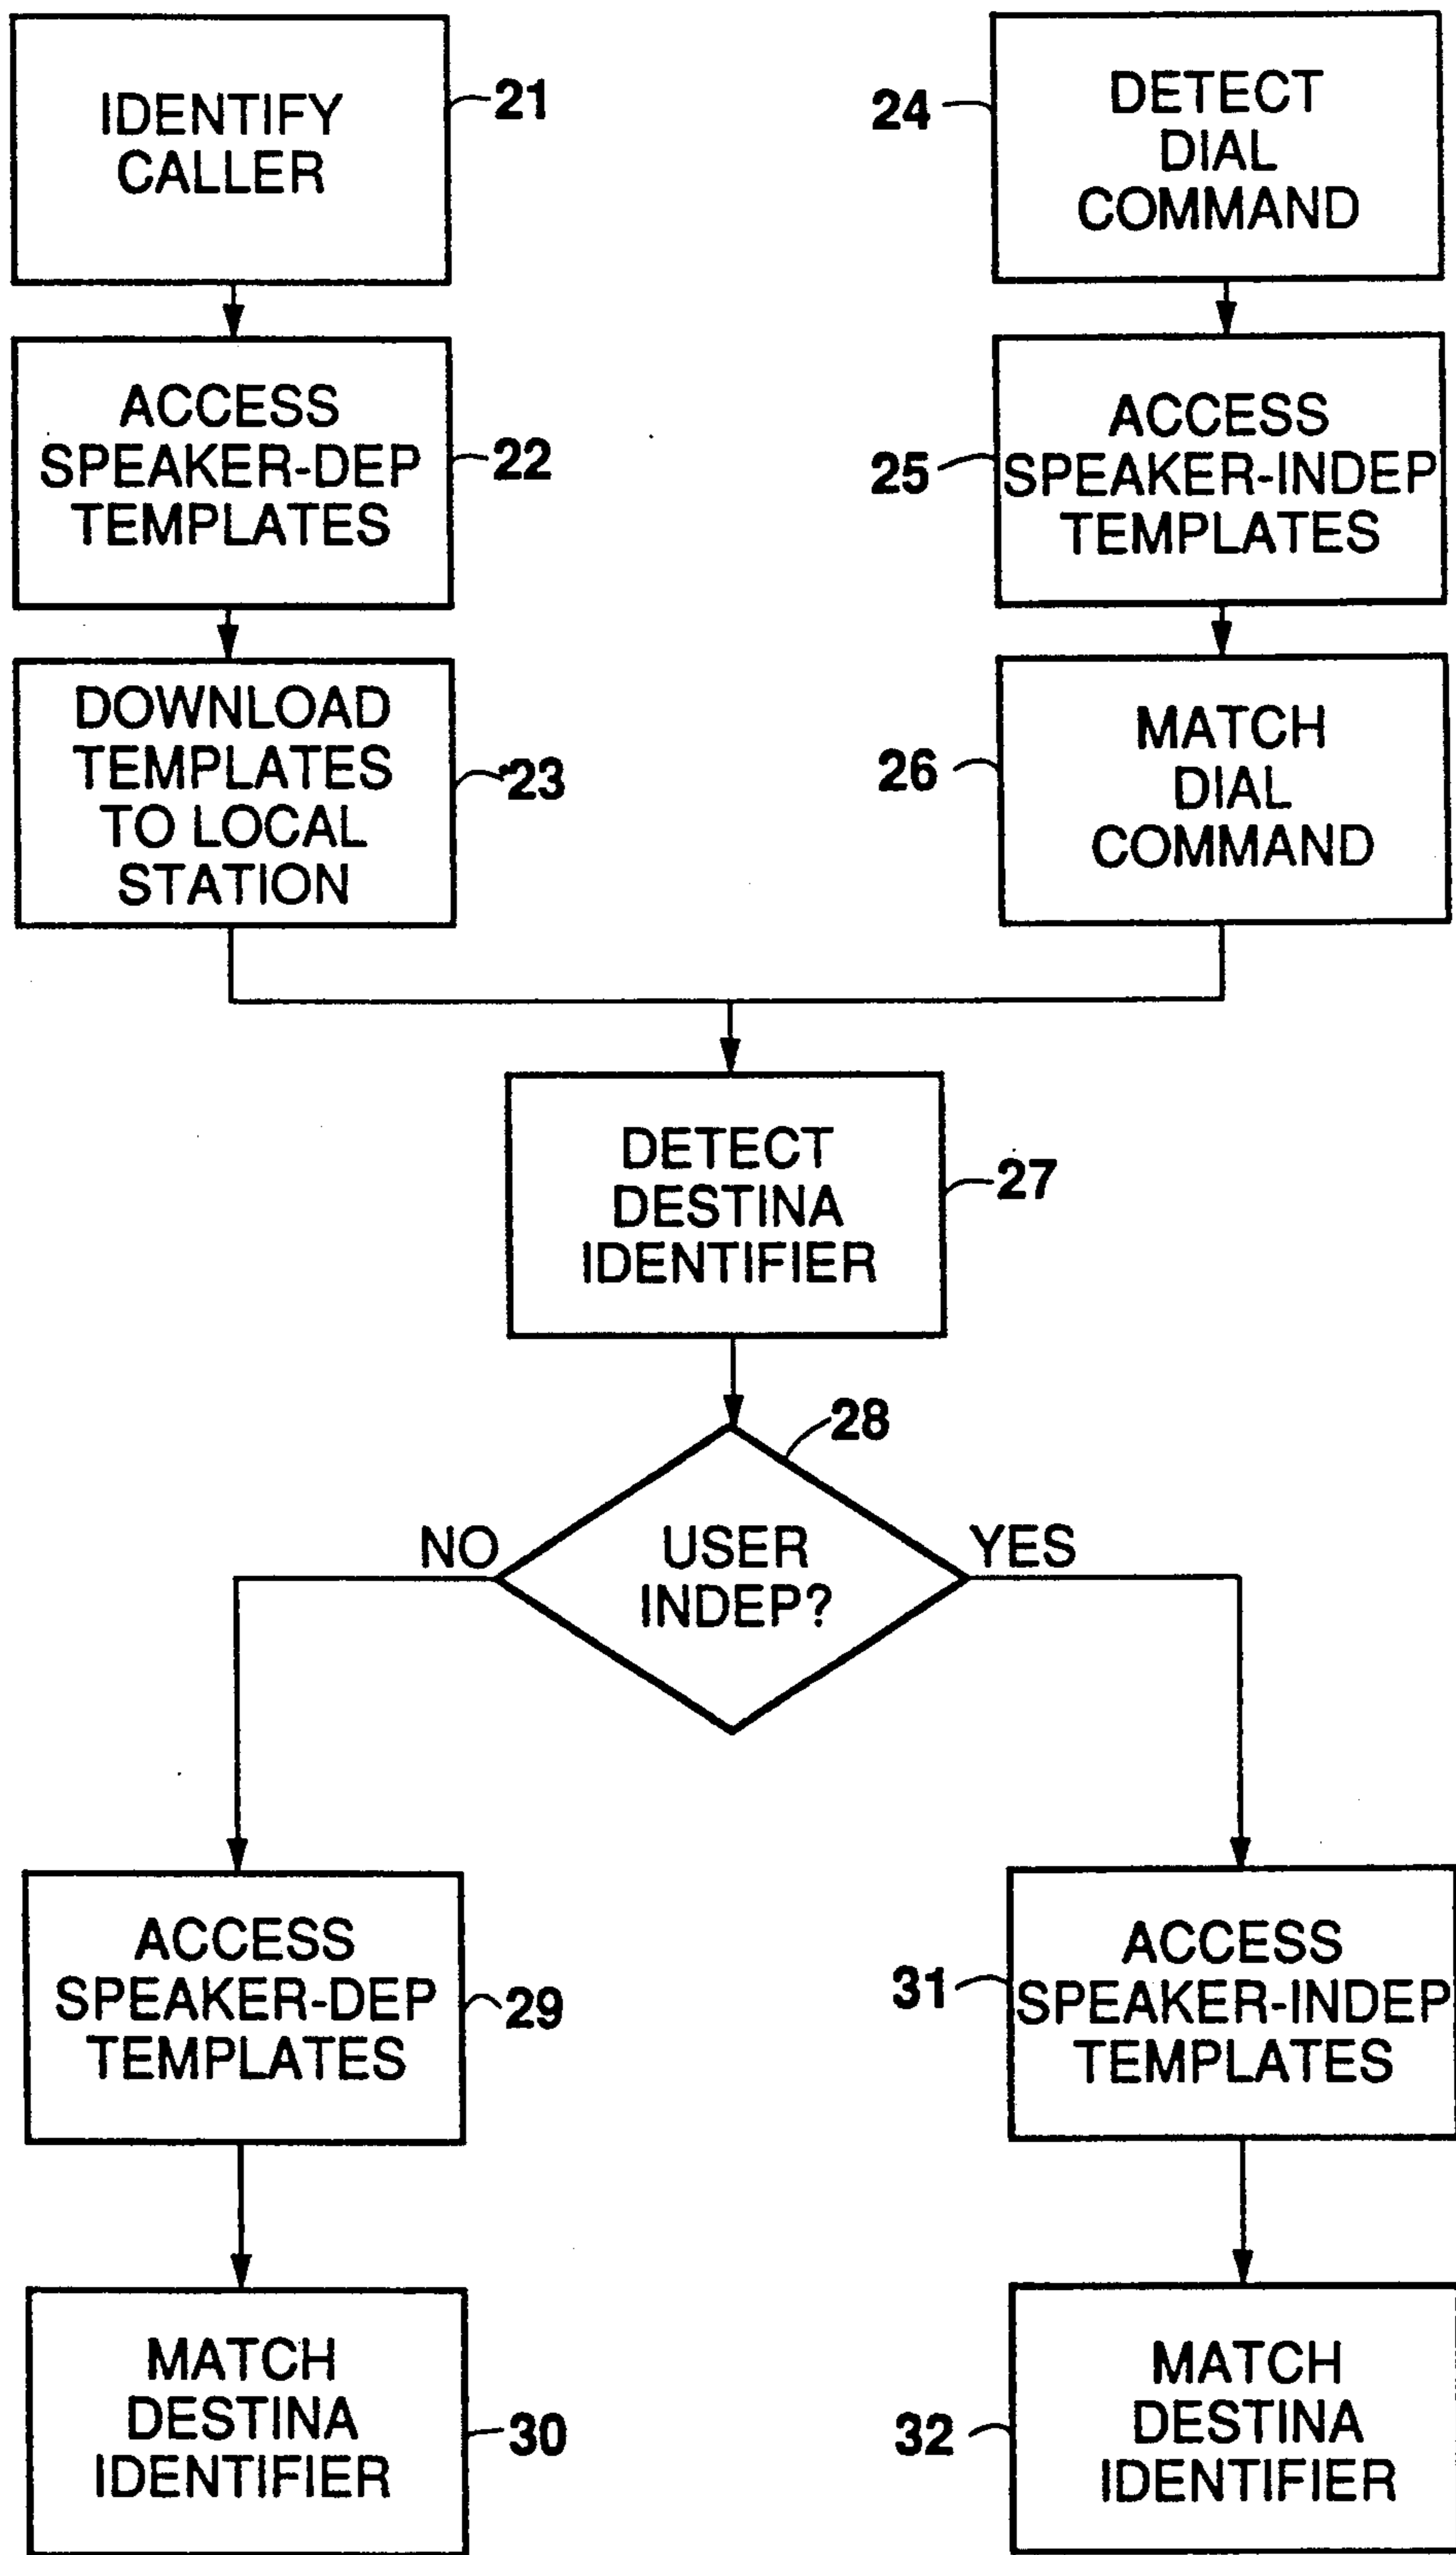 IDENTIFY
CALLER
21
ACCESS
SPEAKER-DEP
TEMPLATES
22
DOWNLOAD
TEMPLATES
TO LOCAL
STATION
23
24
DETECT
DIAL
COMMAND
25
ACCESS
SPEAKER-INDEP
TEMPLATES
26
MATCH
DIAL
COMMAND
DETECT
DESTINA
IDENTIFIER
27
28
USER
INDEP?
NO
YES
ACCESS
SPEAKER-DEP
TEMPLATES
29
MATCH
DESTINA
IDENTIFIER
30
31
ACCESS
SPEAKER-INDEP
TEMPLATES
32
MATCH
DESTINA
IDENTIFIER